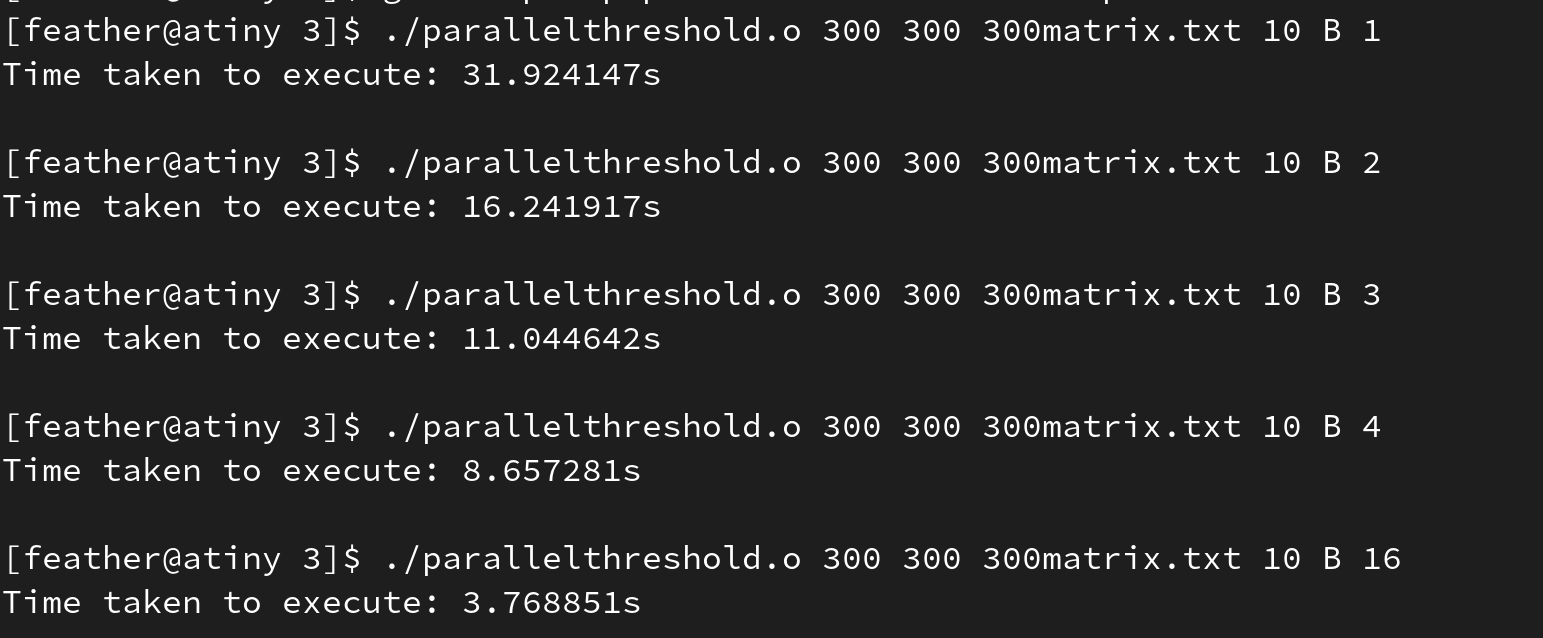 [feather@atiny 3]$ ./parallelthreshold.o 300 300 300matrix.txt 10 B 1
Time taken to execute: 31.924147s
[feather@atiny 3]$ ./parallelthreshold.o 300 300 300matrix.txt 10 B 2
Time taken to execute: 16.241917s
[feather@atiny 3]$ ./parallelthreshold.o 300 300 300matrix.txt 10 B 3
Time taken to execute: 11.044642s
[feather@atiny 3]$ ./parallelthreshold.o 300 300 300matrix.txt 10 B 4
Time taken to execute: 8.657281s
[feather@atiny 3]$ ./parallelthreshold.o 300 300 300matrix.txt 10 B 16
Time taken to execute: 3.768851s